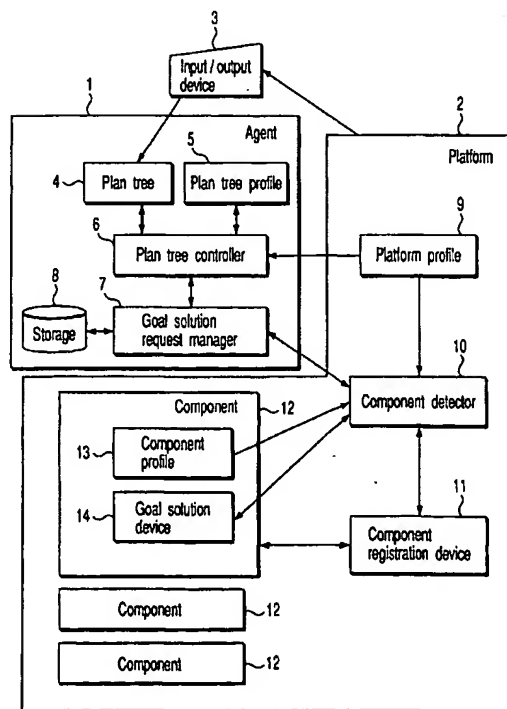 3
Input / output
device
1
2
Agent
Platform
5
4
Plan tree
Plan tree profile
9
6
Plan tree controller
Platform profile
8
7
Storage
Goal solution
request manager
10
Component
12
Component detector
13
Component
profile
14
Goal solution
device
11
Component
registration device
Component
12
Component
12